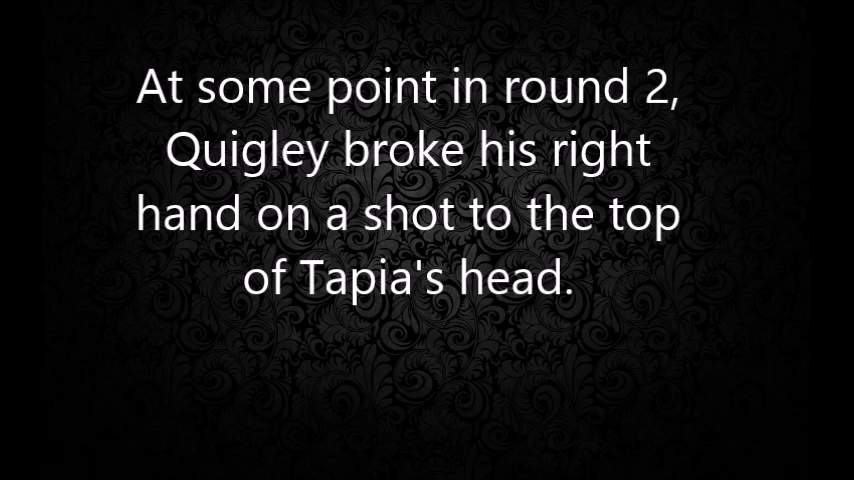 At some point in round 2,
Quigley broke his right
hand on a shot to the top
of Tapia's head.